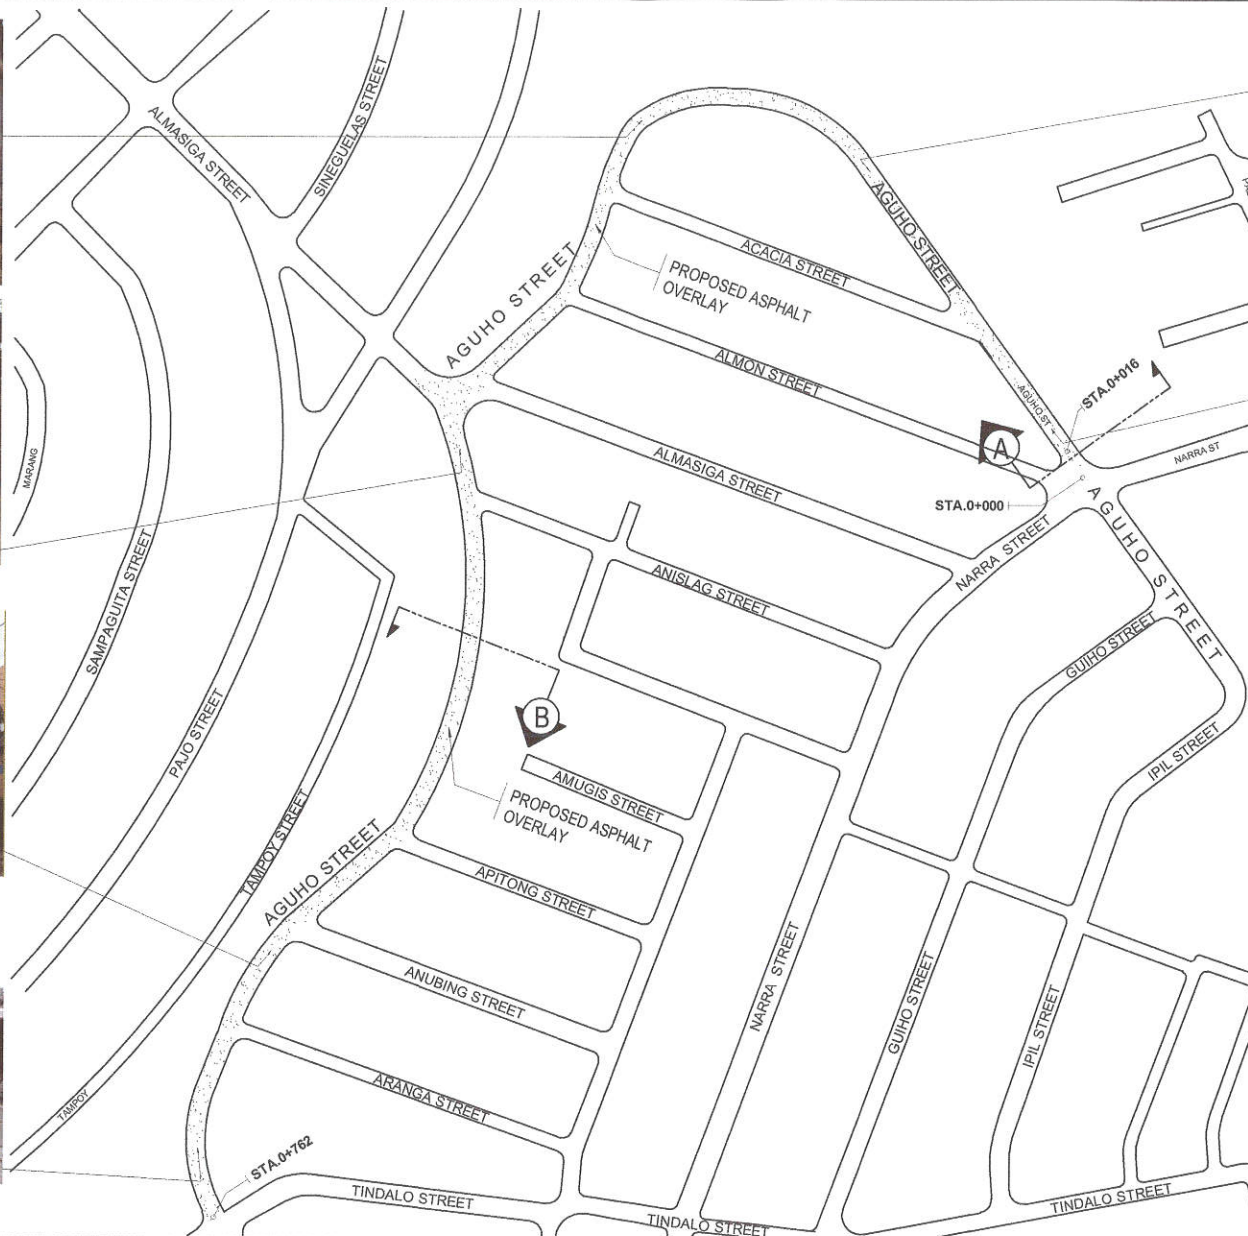 ALMASIGA STREET
SINEGUELAS STREET
AGUHO STREET
ACACIA STREET
AGUHO STREET
PROPOSED ASPHALT
OVERLAY
ALMON STREET
AGUHO ST
STA.0+016
A
NARRA ST
MARANG
ALMASIGA STREET
STA.0+000
AGUHO STREET
NARRA STREET
SAMPAGUITA STREET
ANISLAG STREET
GUIHO STREET
PAJO STREET
B
IPIL STREET
AMUGIS STREET
PROPOSED ASPHALT
OVERLAY
TAMPOY STREET
AGUHO STREET
APITONG STREET
ANUBING STREET
NARRA STREET
GUIHO STREET
IPIL STREET
ARANGA STREET
TAMPOY
STA.0+762
TINDALO STREET
TINDALO STREET
TINDALO STREET